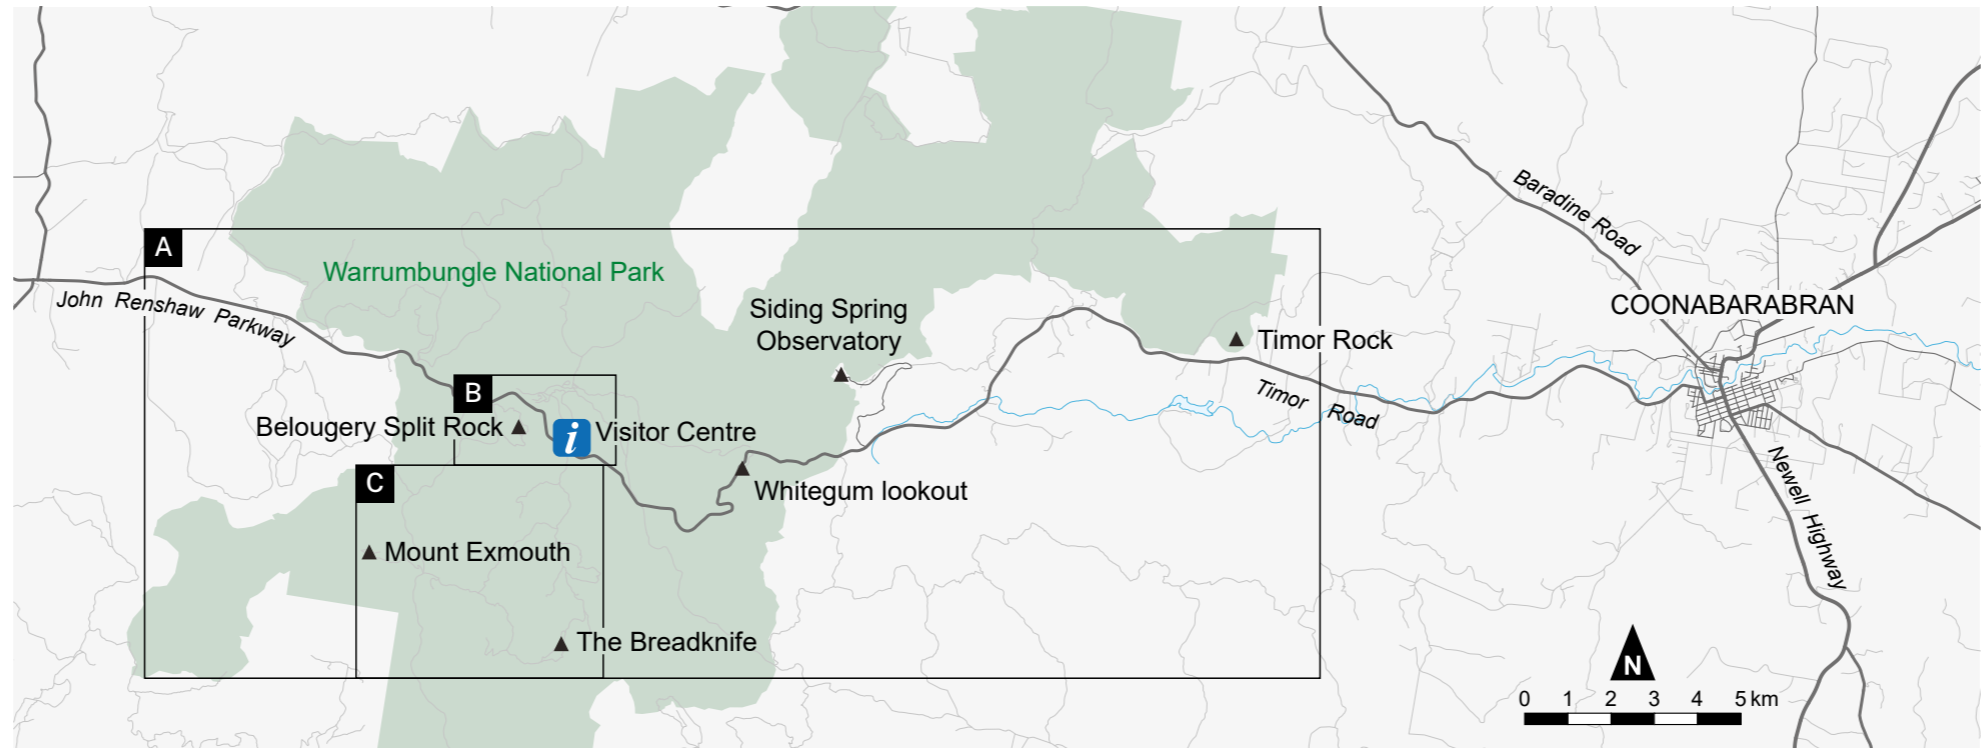 Baradine Road
A
Warrumbungle National Park
John Renshaw Parkway
Siding Spring
Observatory
COONABARABRAN
Timor Rock
B
Timor Road
Belougery Split Rock
i
Visitor Centre
C
Whitegum lookout
Newell Highway
Mount Exmouth
The Breadknife
N
0 1 2 3 4 5 km